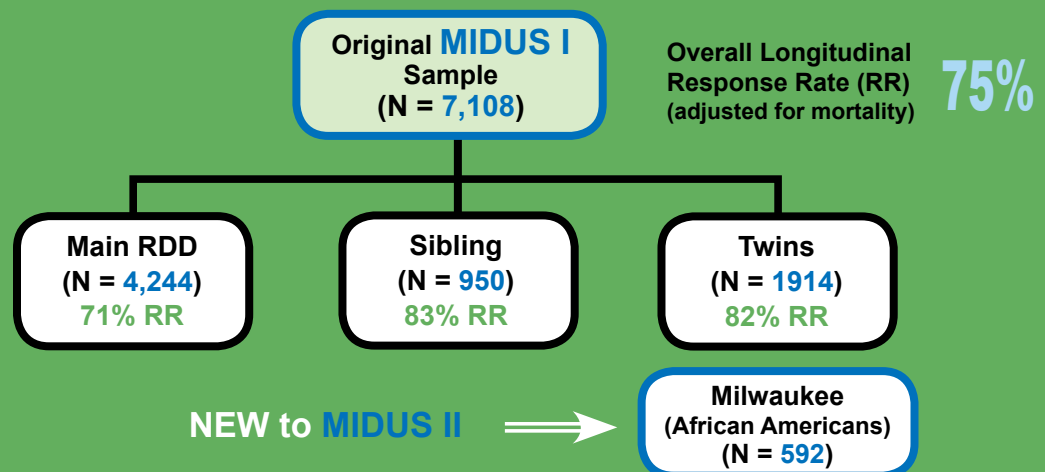 Original MIDUS I
Sample
(N = 7,108)
Overall Longitudinal
Response Rate (RR)
(adjusted for mortality)
75%
Main RDD
(N = 4,244)
71% RR
Sibling
(N = 950)
83% RR
Twins
(N = 1914)
82% RR
NEW to MIDUS II
Milwaukee
(African Americans)
(N = 592)